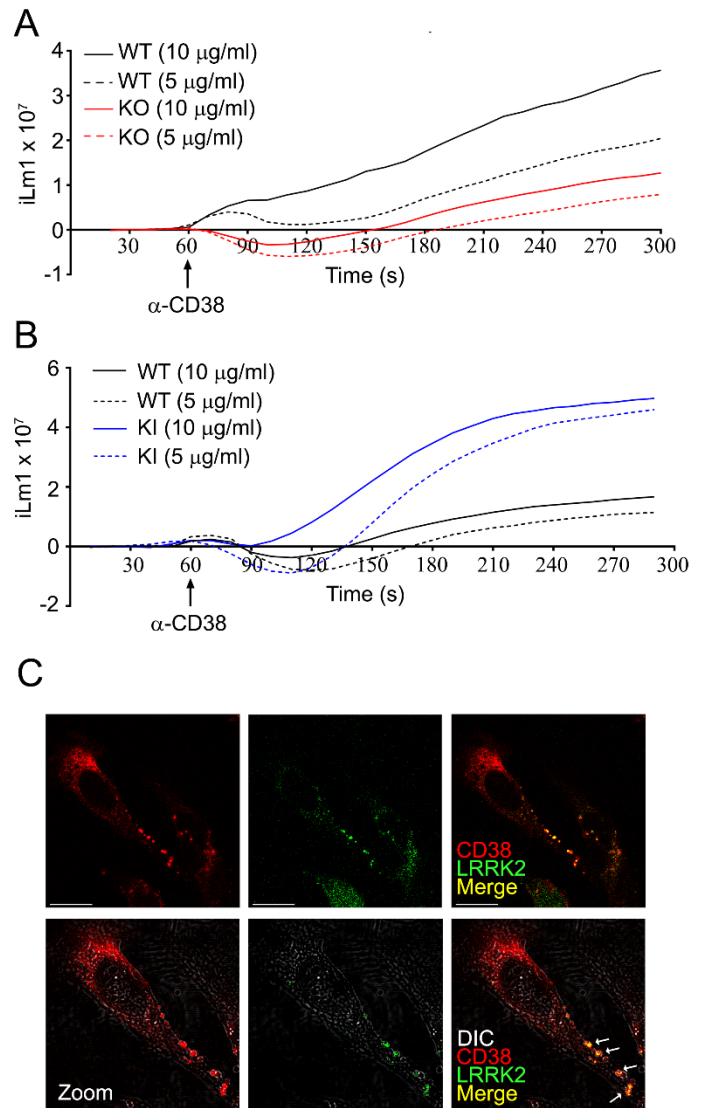 A
4
3
2
1
0
-1
iLm1 x 10⁷
WT (10 μg/ml)
WT (5 μg/ml)
KO (10 μg/ml)
KO (5 μg/ml)
30 60 90 120 150 180 210 240 270 300
Time (s)
α-CD38
B
6
4
2
0
-2
iLm1 x 10⁷
WT (10 μg/ml)
WT (5 μg/ml)
KI (10 μg/ml)
KI (5 μg/ml)
30 60 90 120 150 180 210 240 270 300
Time (s)
α-CD38
C
CD38
LRRK2
Merge
Zoom
DIC
CD38
LRRK2
Merge